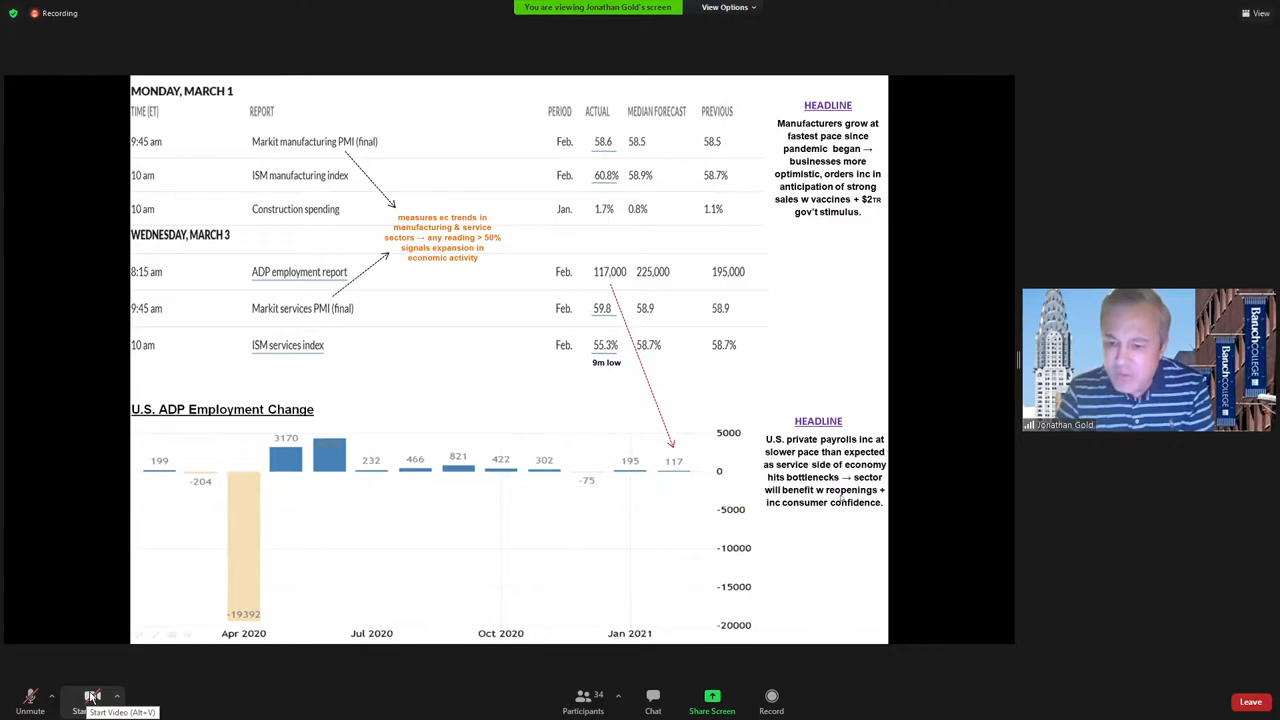 Recording
You are viewing Jonathan Gold's screen
View Options
View
MONDAY, MARCH 1
TIME (ET) REPORT PERIOD ACTUAL MEDIAN FORECAST PREVIOUS
9:45 am Markit manufacturing PMI (final) Feb. 58.6 58.5 58.5
10 am ISM manufacturing index Feb. 60.8% 58.9% 58.7%
10 am Construction spending Jan. 1.7% 0.8% 1.1%
measures ec trends in
manufacturing & service
sectors → any reading > 50%
signals expansion in
economic activity
WEDNESDAY, MARCH 3
8:15 am ADP employment report Feb. 117,000 225,000 195,000
9:45 am Markit services PMI (final) Feb. 59.8 58.9 58.9
10 am ISM services index Feb. 55.3% 58.7% 58.7%
9m low
HEADLINE
Manufacturers grow at
fastest pace since
pandemic began →
businesses more
optimistic, orders inc in
anticipation of strong
sales w vaccines + $2TR
gov't stimulus.
U.S. ADP Employment Change
199 -204 -19392 3170 232 466 821 422 302 -75 195 117
5000
0
-5000
-10000
-15000
-20000
Apr 2020 Jul 2020 Oct 2020 Jan 2021
HEADLINE
U.S. private payrolls inc at
slower pace than expected
as service side of economy
hits bottlenecks → sector
will benefit w reopenings +
inc consumer confidence.
Baruch COLLEGE
Baruch COLLEGE
Jonathan Gold
Unmute
Start Video (Alt+V)
34
Participants
Chat
Share Screen
Record
Leave